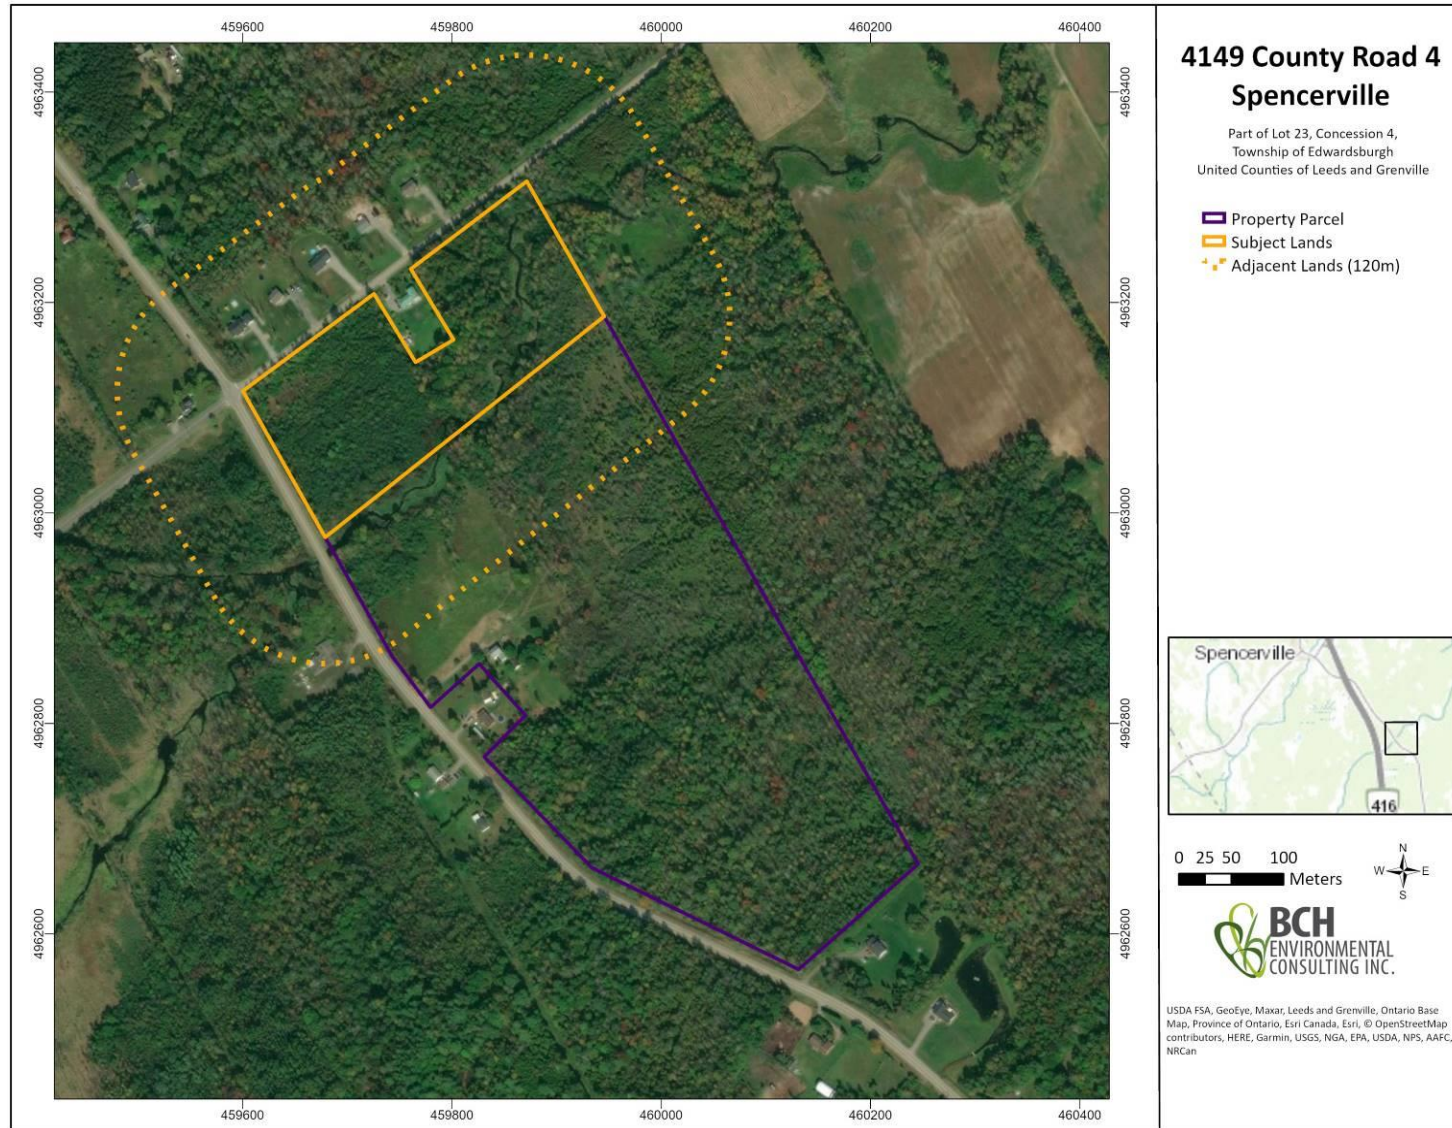 459600 459800 460000 460200 460400
4963400 4963400
4963200 4963200
4963000 4963000
4962800 4962800
4962600 4962600
459600 459800 460000 460200 460400
4149 County Road 4
Spencerville
Part of Lot 23, Concession 4,
Township of Edwardsburgh
United Counties of Leeds and Grenville
Property Parcel
Subject Lands
Adjacent Lands (120m)
Spencerville
416
0 25 50 100
Meters
N
W E
S
BCH
ENVIRONMENTAL
CONSULTING INC.
USDA FSA, GeoEye, Maxar, Leeds and Grenville, Ontario Base
Map, Province of Ontario, Esri Canada, Esri, © OpenStreetMap
contributors, HERE, Garmin, USGS, NGA, EPA, USDA, NPS, AAFC,
NRCan